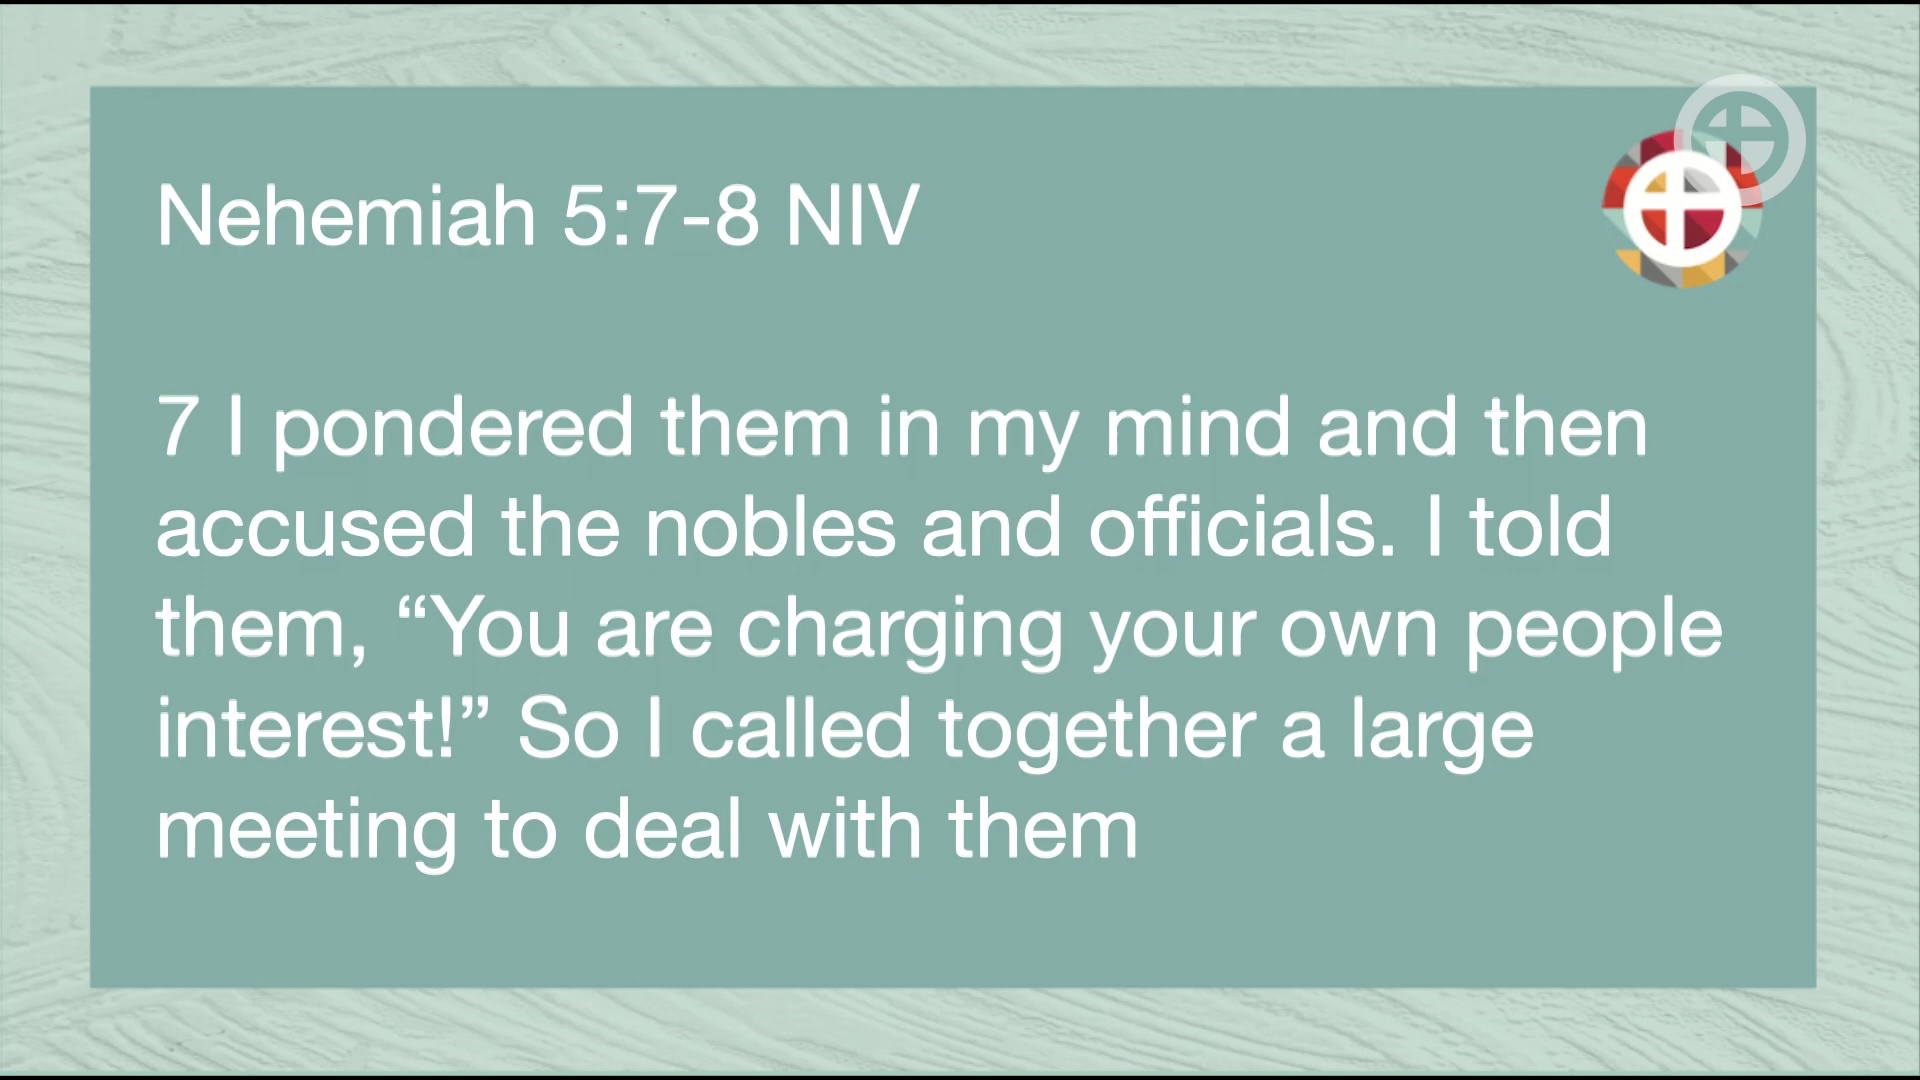 Nehemiah 5:7-8 NIV
7 I pondered them in my mind and then
accused the nobles and officials. I told
them, “You are charging your own people
interest!” So I called together a large
meeting to deal with them